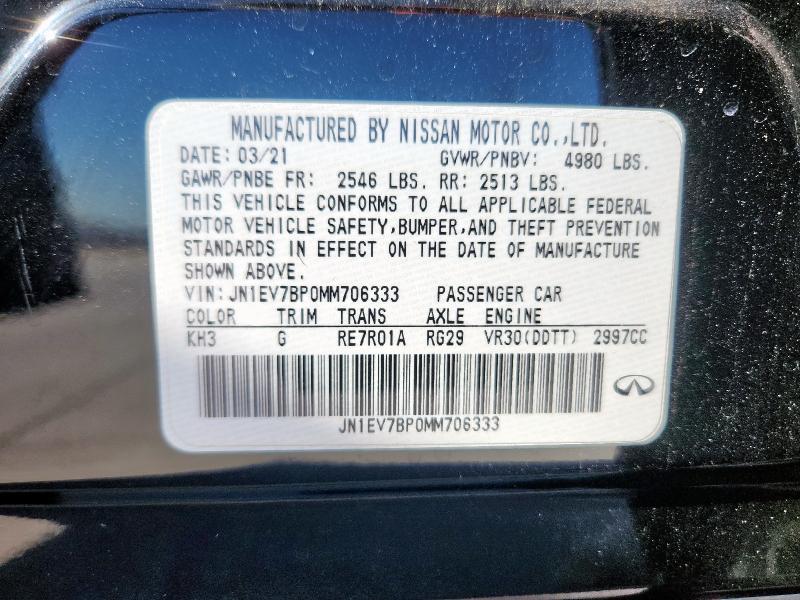 MANUFACTURED BY NISSAN MOTOR CO.,LTD.
DATE: 03/21 GVWR/PNBV: 4980 LBS.
GAWR/PNBE FR: 2546 LBS. RR: 2513 LBS.
THIS VEHICLE CONFORMS TO ALL APPLICABLE FEDERAL
MOTOR VEHICLE SAFETY,BUMPER,AND THEFT PREVENTION
STANDARDS IN EFFECT ON THE DATE OF MANUFACTURE
SHOWN ABOVE.
VIN: JN1EV7BP0MM706333 PASSENGER CAR
COLOR TRIM TRANS AXLE ENGINE
KH3 G RE7R01A RG29 VR30(DDTT) 2997CC
JN1EV7BP0MM706333